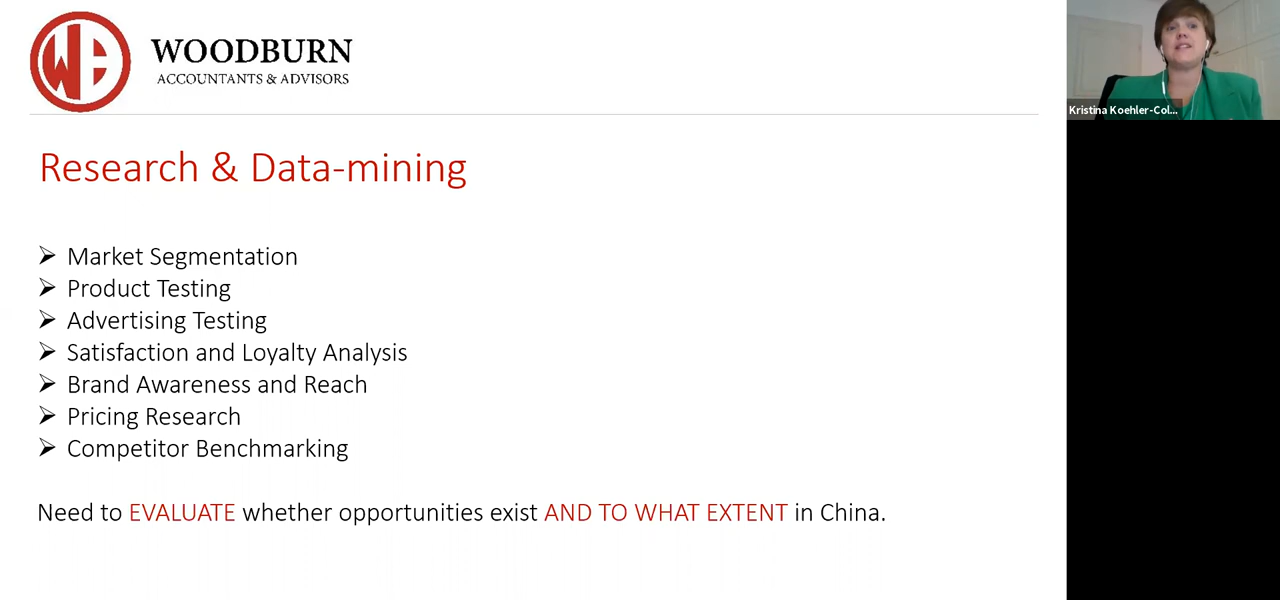 WB
WOODBURN
ACCOUNTANTS & ADVISORS
Kristina Koehler-Col...
Research & Data-mining
Market Segmentation
Product Testing
Advertising Testing
Satisfaction and Loyalty Analysis
Brand Awareness and Reach
Pricing Research
Competitor Benchmarking
Need to EVALUATE whether opportunities exist AND TO WHAT EXTENT in China.